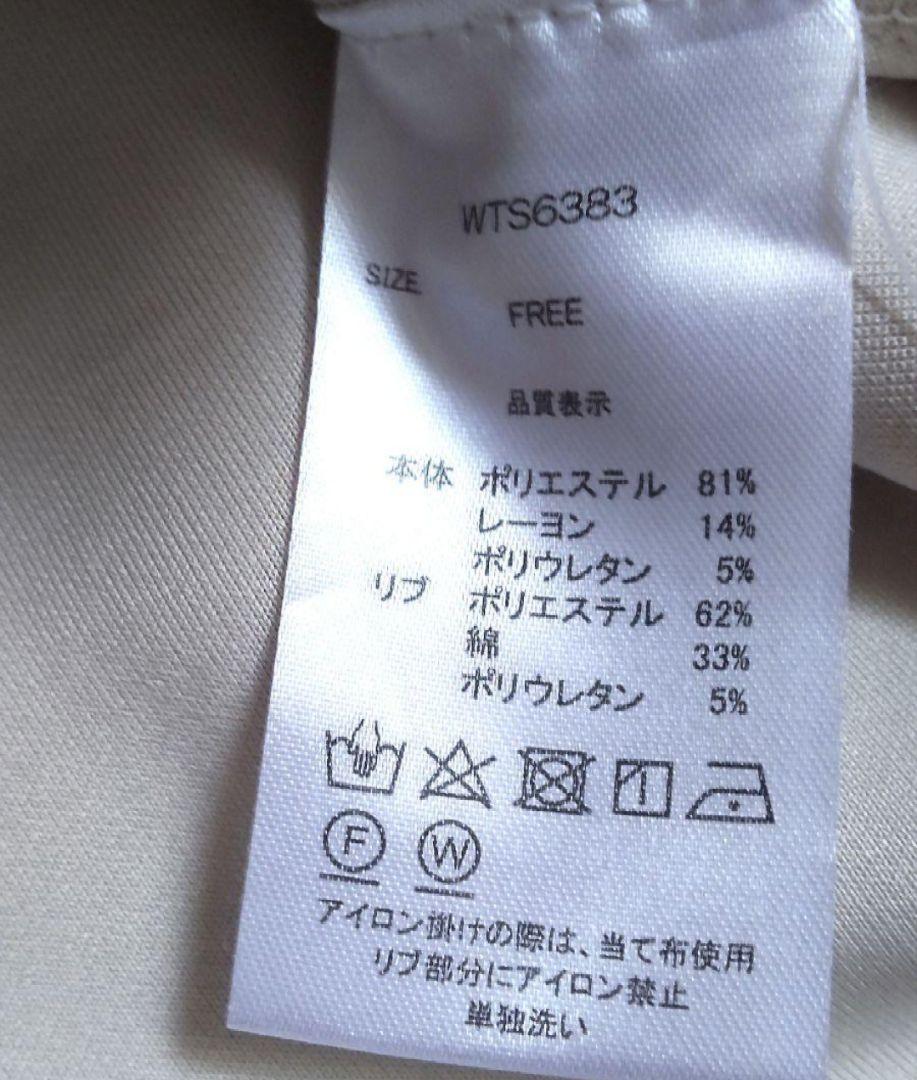 WTS6383
SIZE
FREE
品質表示
本体 ポリエステル 81%
レーヨン 14%
ポリウレタン 5%
リブ ポリエステル 62%
綿 33%
ポリウレタン 5%
F W
アイロン掛けの際は、当て布使用
リブ部分にアイロン禁止
単独洗い